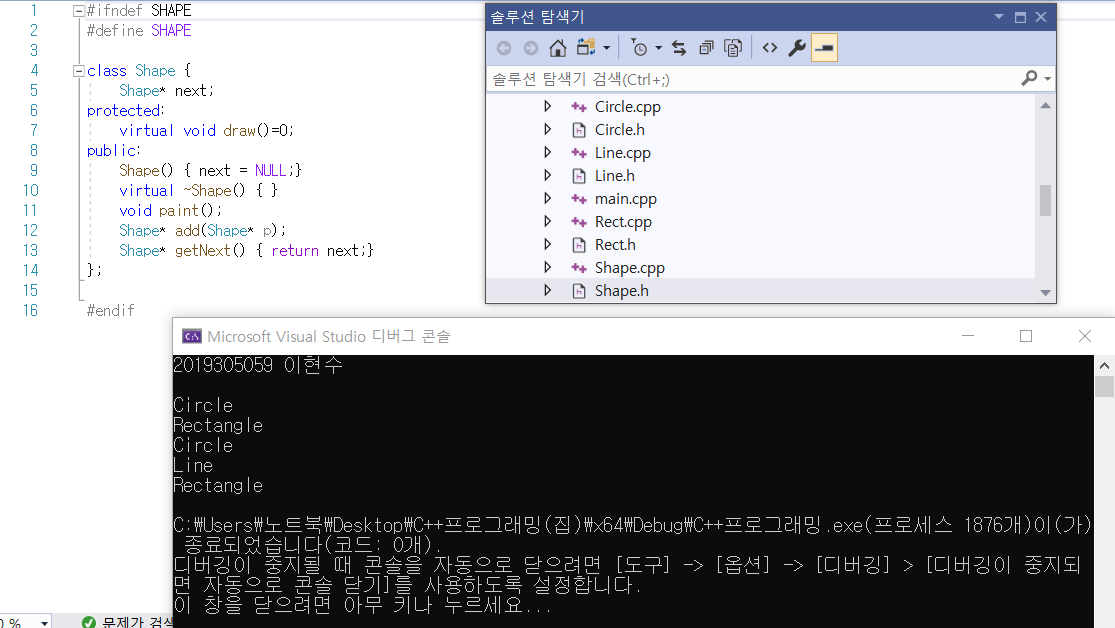 1 #ifndef SHAPE
2 #define SHAPE
3
4 class Shape {
5 Shape* next;
6 protected:
7 virtual void draw()=0;
8 public:
9 Shape() { next = NULL;}
10 virtual ~Shape() { }
11 void paint();
12 Shape* add(Shape* p);
13 Shape* getNext() { return next;}
14 };
15
16 #endif
솔루션 탐색기
솔루션 탐색기 검색(Ctrl+;)
Circle.cpp
Circle.h
Line.cpp
Line.h
main.cpp
Rect.cpp
Rect.h
Shape.cpp
Shape.h
Microsoft Visual Studio 디버그 콘솔
2019305059 이현수
Circle
Rectangle
Circle
Line
Rectangle
C:₩Users₩노트북₩Desktop₩C++프로그래밍(집)₩x64₩Debug₩C++프로그래밍.exe(프로세스 1876개)이(가)
종료되었습니다(코드: 0개).
디버깅이 중지될 때 콘솔을 자동으로 닫으려면 [도구] -> [옵션] -> [디버깅] > [디버깅이 중지되
면 자동으로 콘솔 닫기]를 사용하도록 설정합니다.
이 창을 닫으려면 아무 키나 누르세요...
0 %
문제가 검색